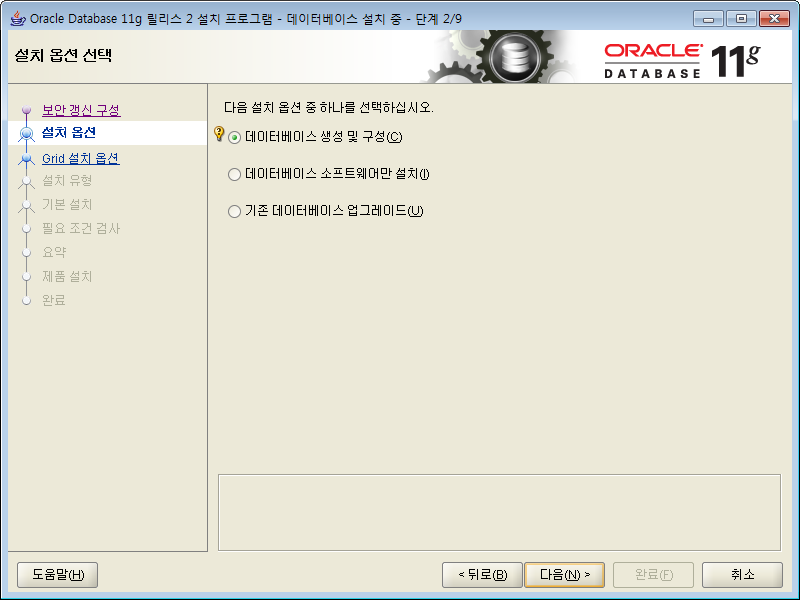 Oracle Database 11g 릴리스 2 설치 프로그램 - 데이터베이스 설치 중 - 단계 2/9
설치 옵션 선택
ORACLE
DATABASE
11g
보안 갱신 구성
설치 옵션
Grid 설치 옵션
설치 유형
기본 설치
필요 조건 검사
요약
제품 설치
완료
다음 설치 옵션 중 하나를 선택하십시오.
데이터베이스 생성 및 구성(C)
데이터베이스 소프트웨어만 설치(I)
기존 데이터베이스 업그레이드(U)
도움말(H)
< 뒤로(B)
다음(N) >
완료(F)
취소